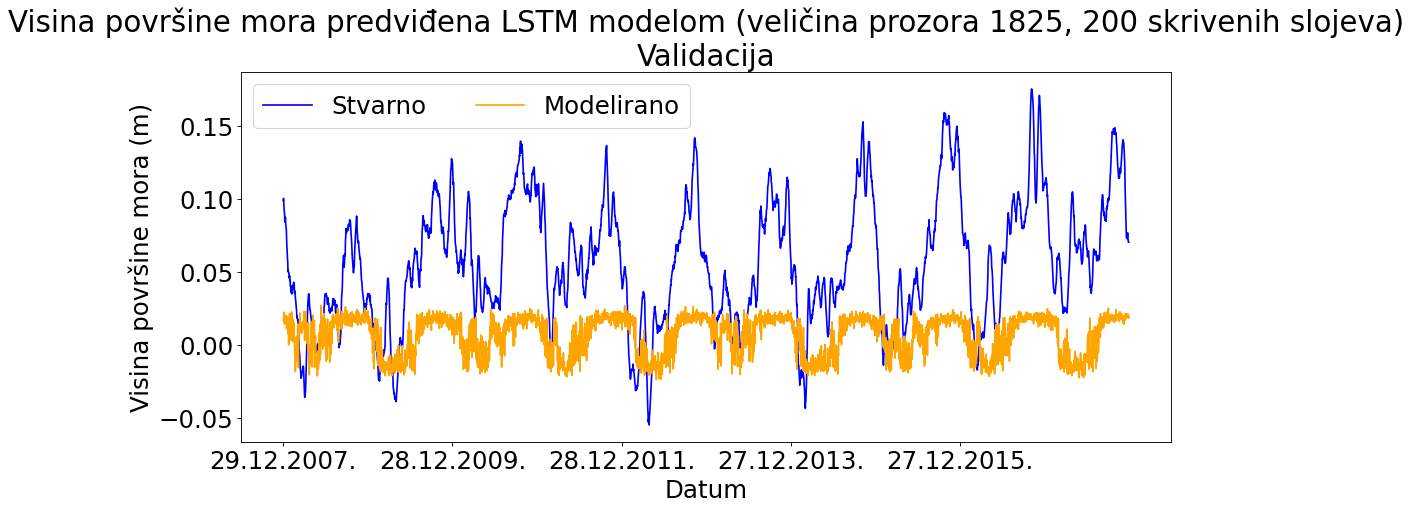 Visina površine mora predviđena LSTM modelom (veličina prozora 1825, 200 skrivenih slojeva)
Validacija
Stvarno Modelirano
Visina površine mora (m)
0.15
0.10
0.05
0.00
−0.05
29.12.2007. 28.12.2009. 28.12.2011. 27.12.2013. 27.12.2015.
Datum